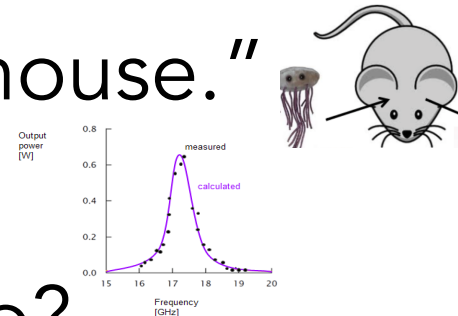 Output
power
[W]
0.8
0.6
0.4
0.2
0.0
measured
calculated
15 16 17 18 19 20
Frequency
[GHz]